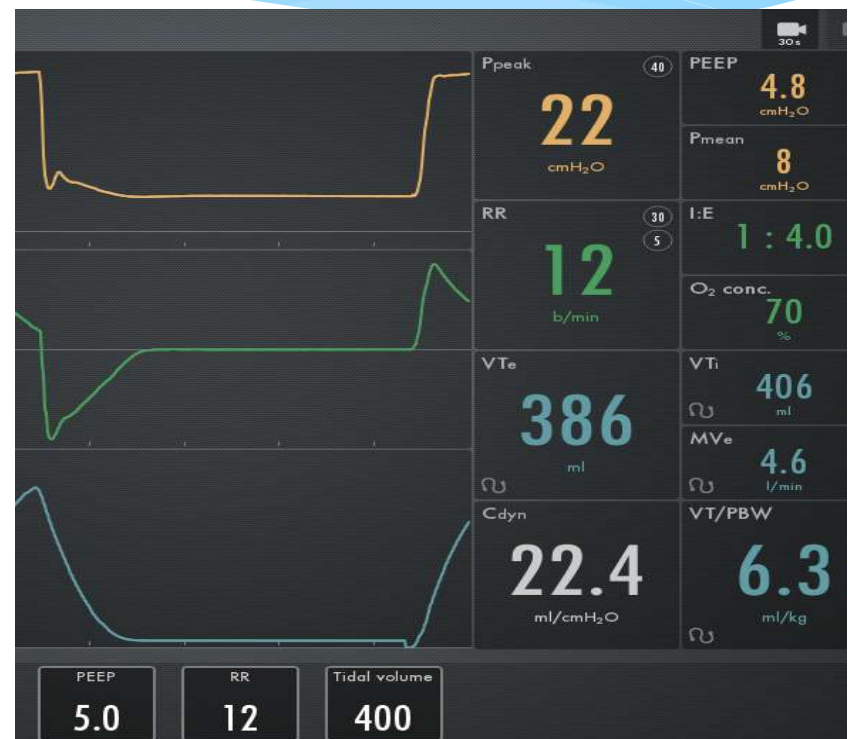 30s
Ppeak 40
22
cmH₂O
PEEP
4.8
cmH₂O
Pmean
8
cmH₂O
RR 30
5
12
b/min
I:E
1 : 4.0
O₂ conc.
70
%
VTe
386
ml
VTi
406
ml
MVe
4.6
l/min
Cdyn
22.4
ml/cmH₂O
VT/PBW
6.3
ml/kg
PEEP
5.0
RR
12
Tidal volume
400